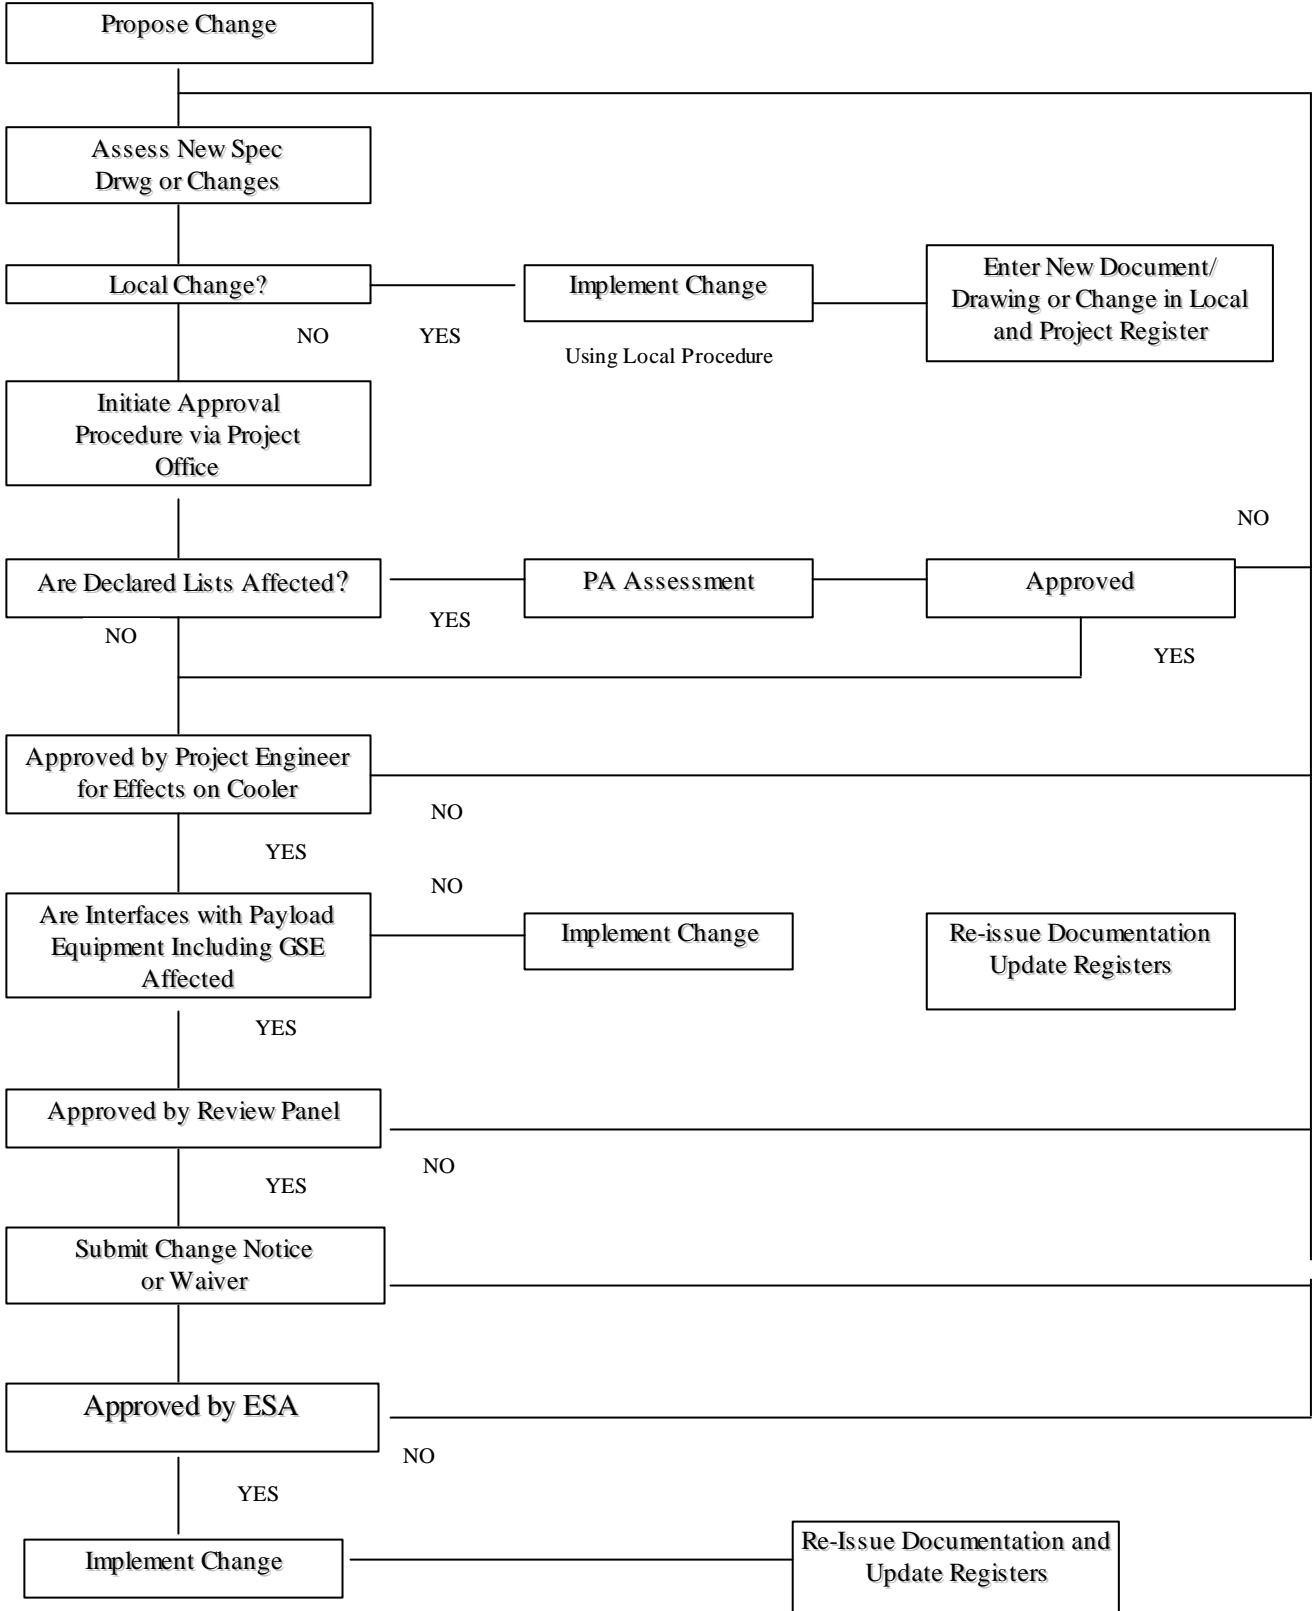 Propose Change
Assess New Spec
Drwg or Changes
Local Change?
Implement Change
Enter New Document/
Drawing or Change in Local
and Project Register
NO
YES
Using Local Procedure
Initiate Approval
Procedure via Project
Office
NO
Are Declared Lists Affected?
PA Assessment
Approved
YES
NO
YES
Approved by Project Engineer
for Effects on Cooler
NO
YES
NO
Are Interfaces with Payload
Equipment Including GSE
Affected
Implement Change
Re-issue Documentation
Update Registers
YES
Approved by Review Panel
NO
YES
Submit Change Notice
or Waiver
Approved by ESA
NO
YES
Implement Change
Re-Issue Documentation and
Update Registers